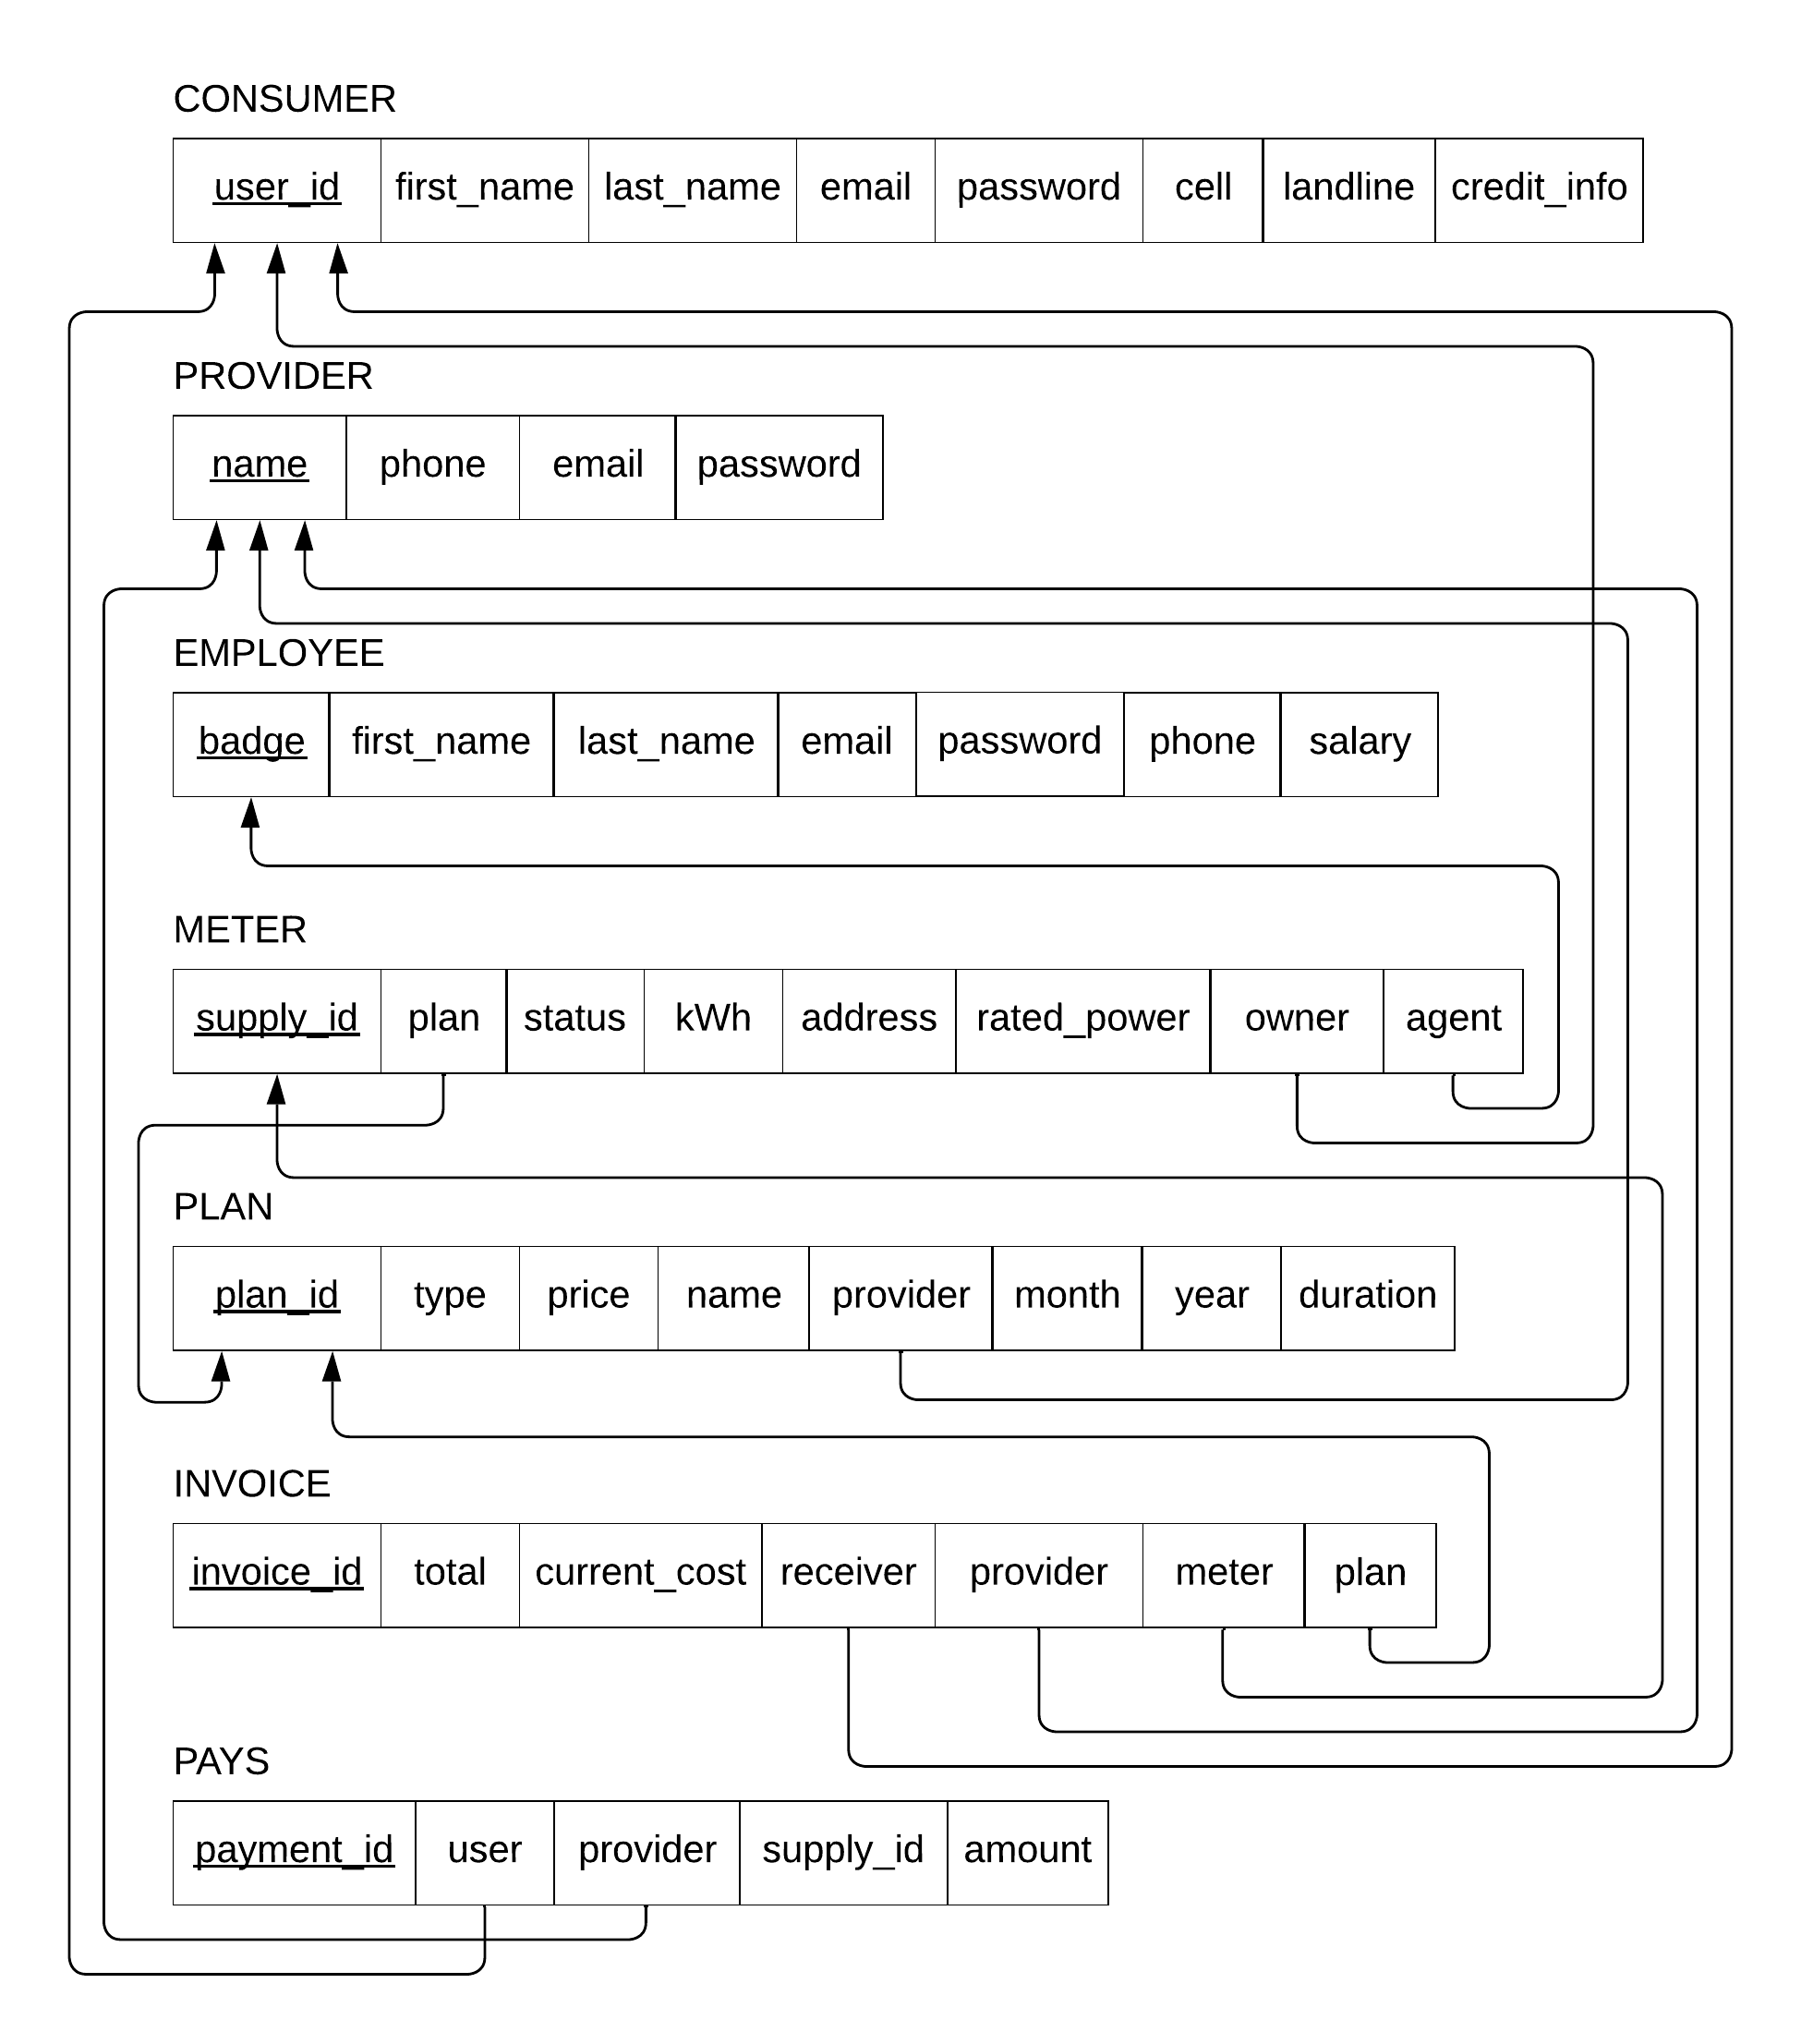 CONSUMER
user_id first_name last_name email password cell landline credit_info
PROVIDER
name phone email password
EMPLOYEE
badge first_name last_name email password phone salary
METER
supply_id plan status kWh address rated_power owner agent
PLAN
plan_id type price name provider month year duration
INVOICE
invoice_id total current_cost receiver provider meter plan
PAYS
payment_id user provider supply_id amount